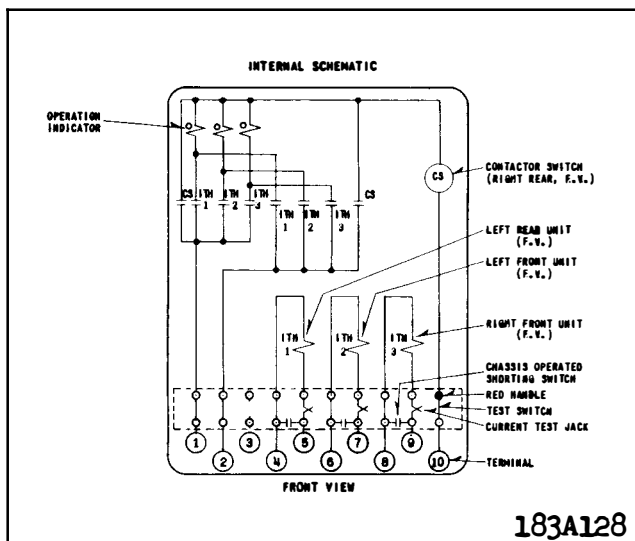 INTERNAL SCHEMATIC
OPERATION
INDICATOR
CS
ITH
1
ITH
2
ITH
3
ITH
1
ITH
2
ITH
3
CS
CS
CONTACTOR SWITCH
(RIGHT REAR, F.V.)
LEFT REAR UNIT
(F.V.)
LEFT FRONT UNIT
(F.V.)
ITH
1
ITH
2
ITH
3
RIGHT FRONT UNIT
(F.V.)
CHASSIS OPERATED
SHORTING SWITCH
RED HANDLE
TEST SWITCH
CURRENT TEST JACK
1
2
3
4
5
6
7
8
9
10
TERMINAL
FRONT VIEW
183A128